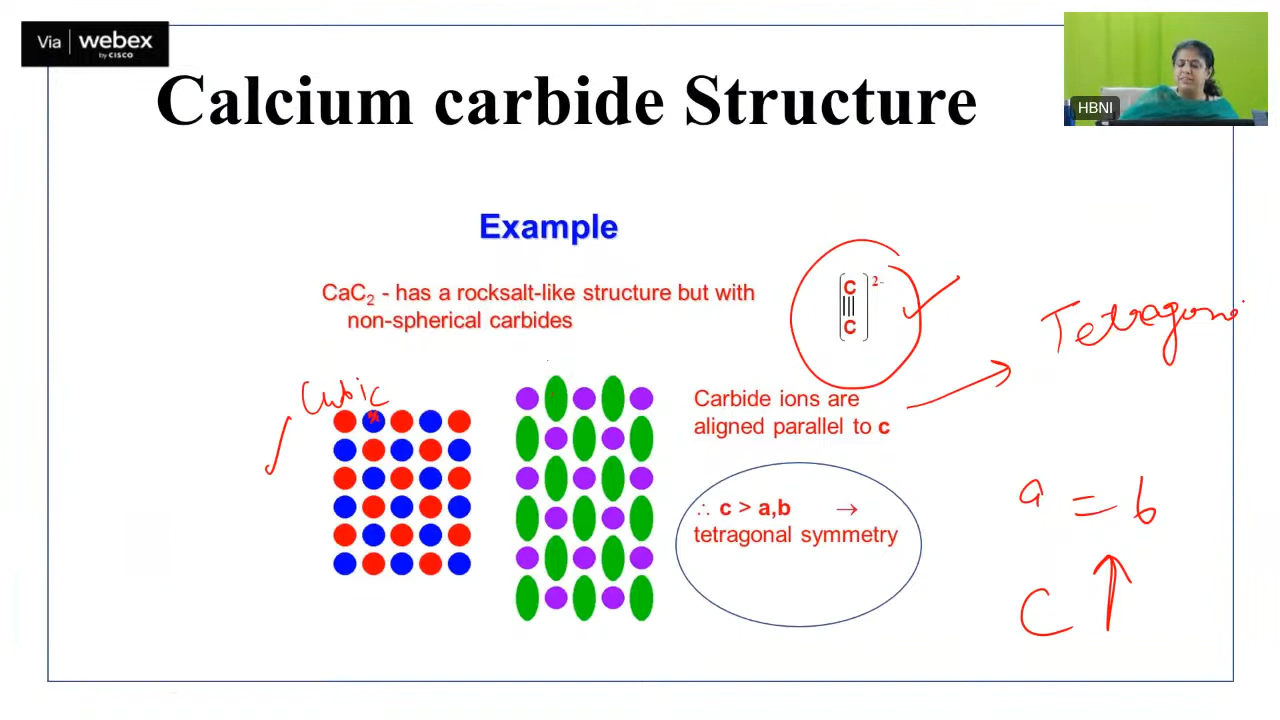 Via webex
by CISCO
HBNI
Calcium carbide Structure
Example
CaC₂ - has a rocksalt-like structure but with
non-spherical carbides
C
2-
C
Tetragonal
Cubic
Carbide ions are
aligned parallel to c
∴ c > a,b →
tetragonal symmetry
a = b
C ↑